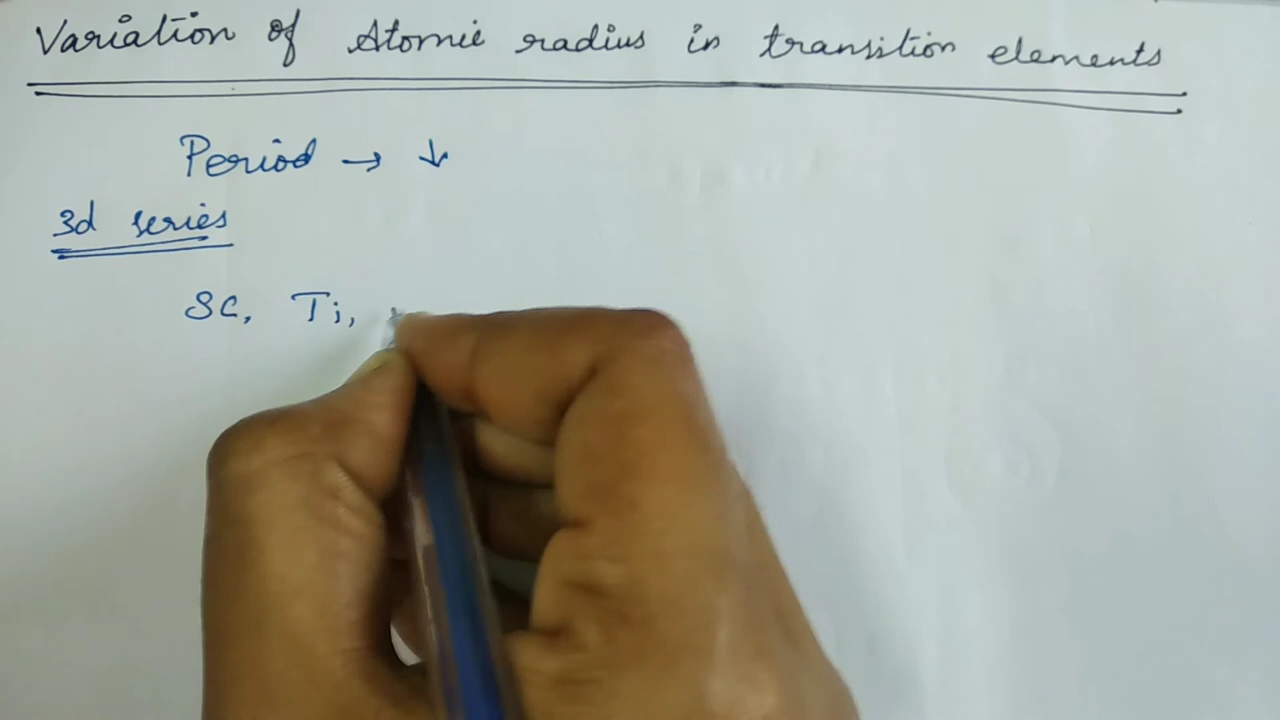 Variation of Atomic radius in transition elements
Period → ↓
3d series
Sc, Ti,